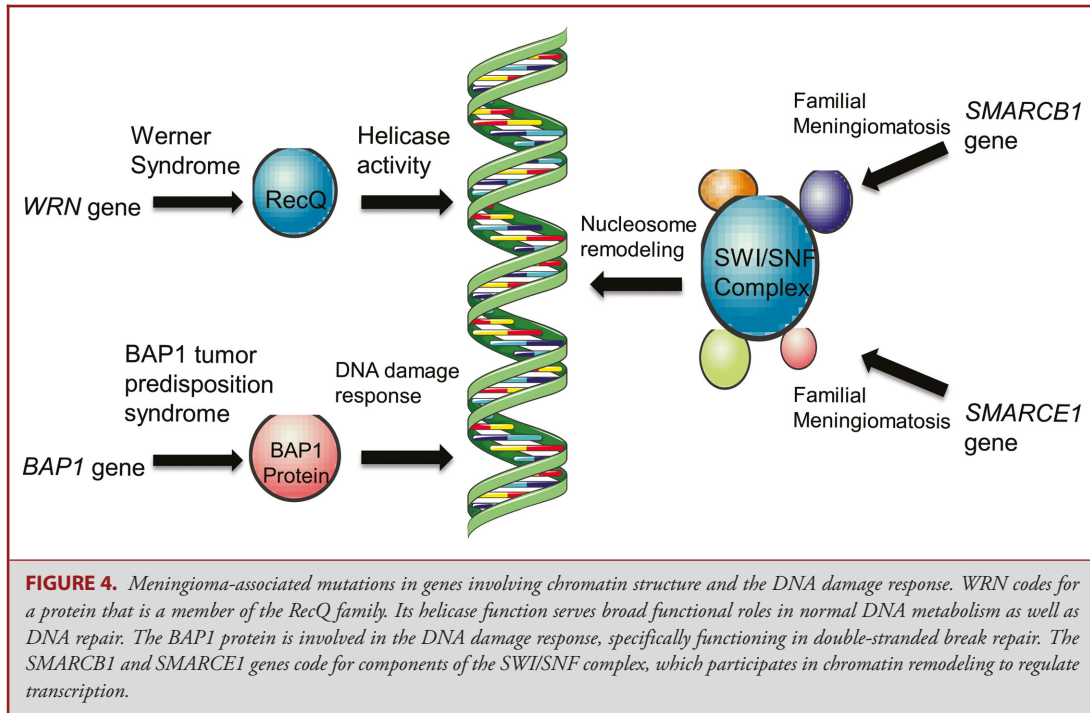 Werner
Syndrome
WRN gene
RecQ
Helicase
activity
BAP1 tumor
predisposition
syndrome
BAP1 gene
BAP1
Protein
DNA damage
response
Nucleosome
remodeling
SWI/SNF
Complex
Familial
Meningiomatosis
SMARCB1
gene
Familial
Meningiomatosis
SMARCE1
gene
FIGURE 4. Meningioma-associated mutations in genes involving chromatin structure and the DNA damage response. WRN codes for
a protein that is a member of the RecQ family. Its helicase function serves broad functional roles in normal DNA metabolism as well as
DNA repair. The BAP1 protein is involved in the DNA damage response, specifically functioning in double-stranded break repair. The
SMARCB1 and SMARCE1 genes code for components of the SWI/SNF complex, which participates in chromatin remodeling to regulate
transcription.